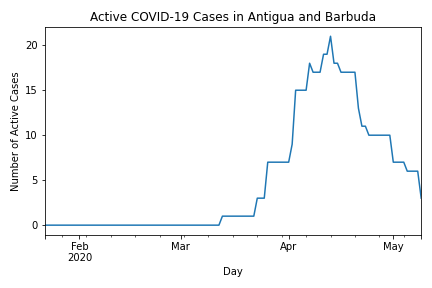 Active COVID-19 Cases in Antigua and Barbuda
Number of Active Cases
20
15
10
5
0
Feb Mar Apr May
2020
Day